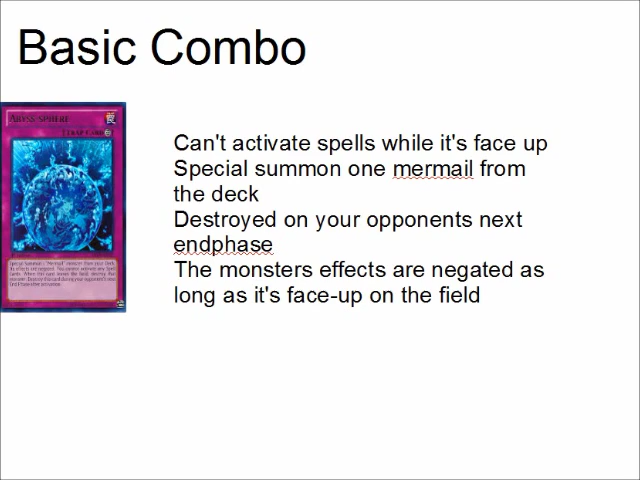 Basic Combo
ABYSS-SPHERE
[TRAP CARD
Can't activate spells while it's face up
Special summon one mermail from
the deck
Destroyed on your opponents next
endphase
The monsters effects are negated as
long as it's face-up on the field